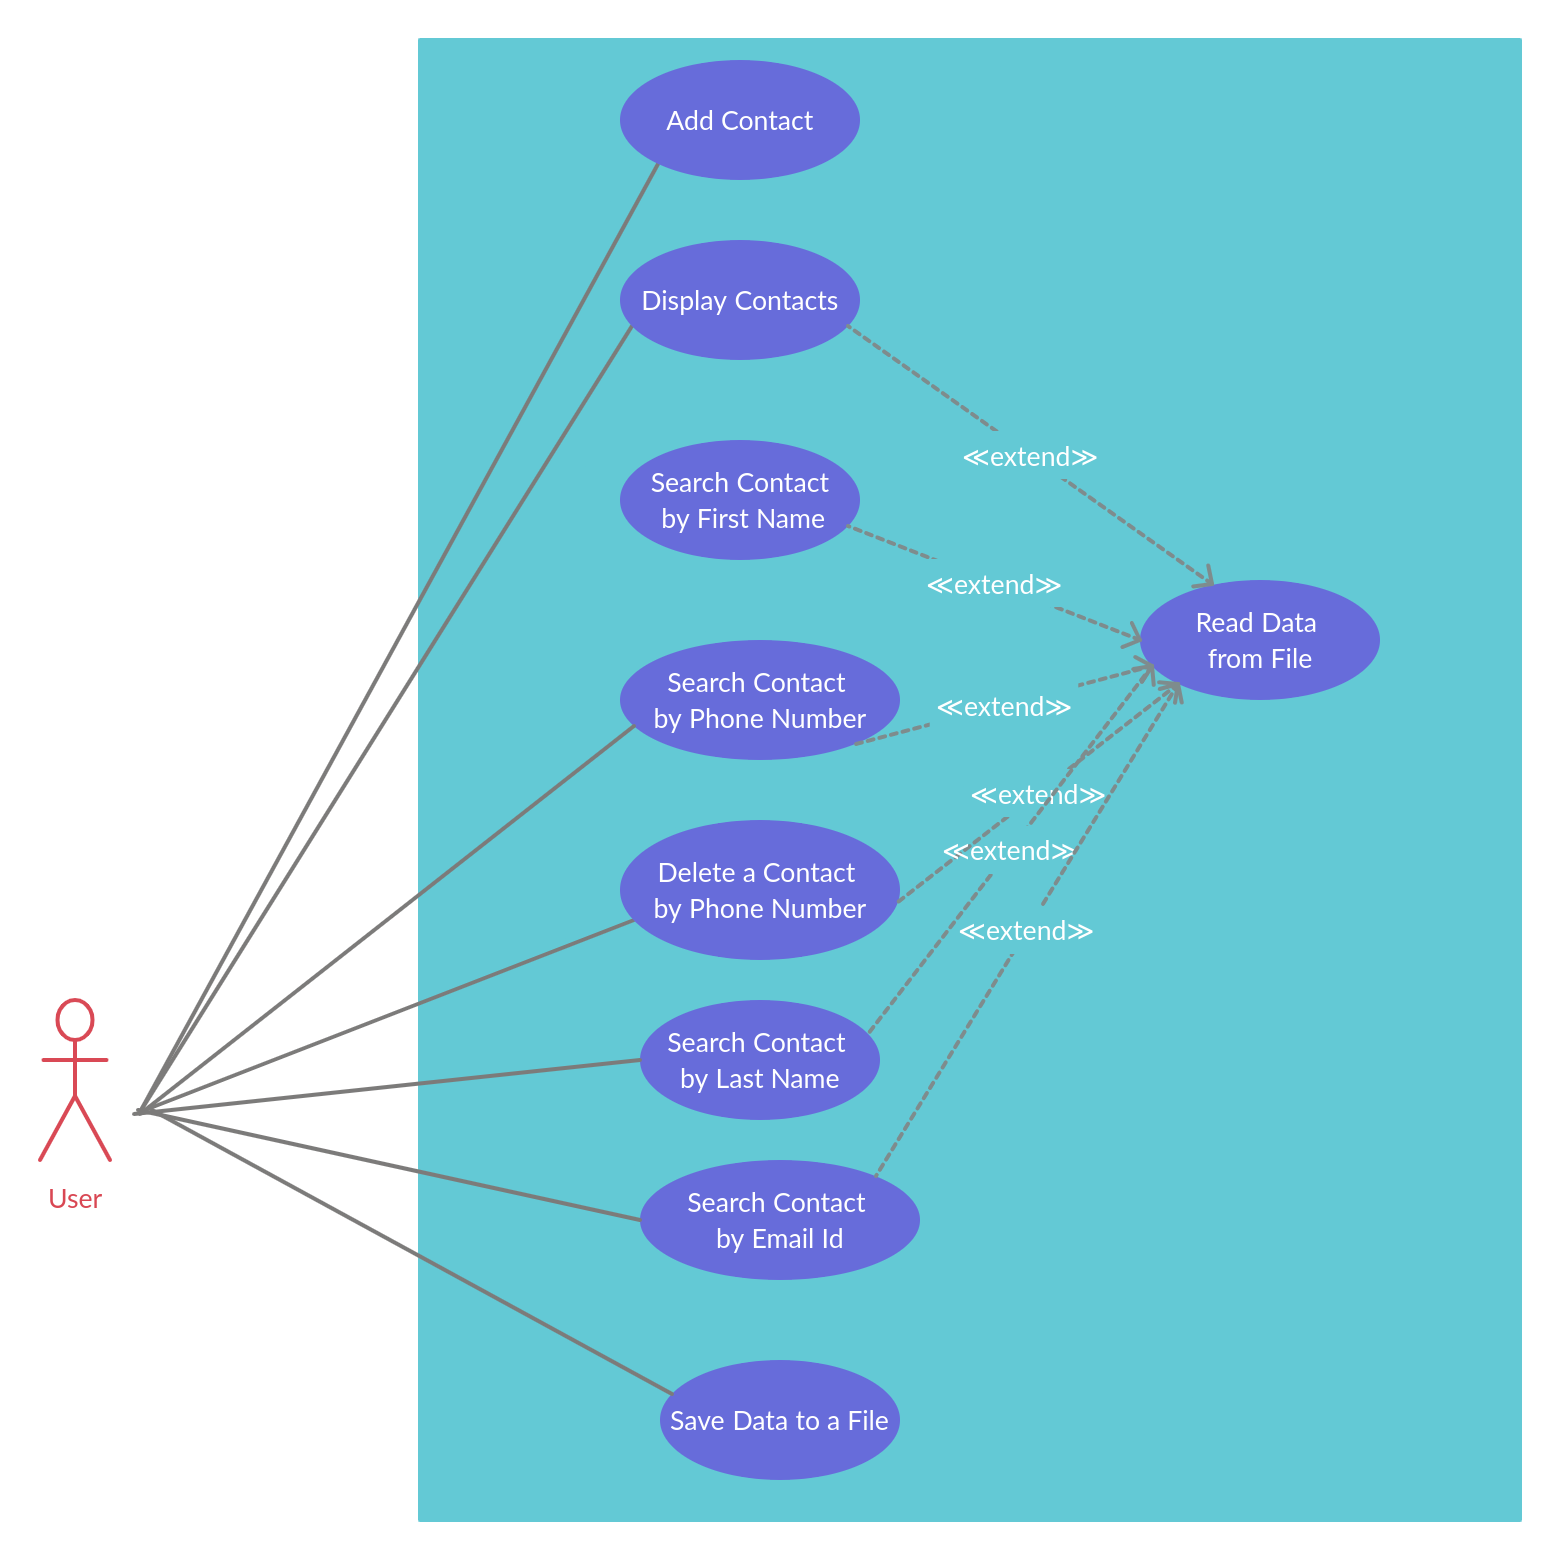 Add Contact
Display Contacts
≪extend≫
Search Contact
by First Name
≪extend≫
Read Data
from File
Search Contact
by Phone Number
≪extend≫
≪extend≫
≪extend≫
Delete a Contact
by Phone Number
≪extend≫
Search Contact
by Last Name
User
Search Contact
by Email Id
Save Data to a File